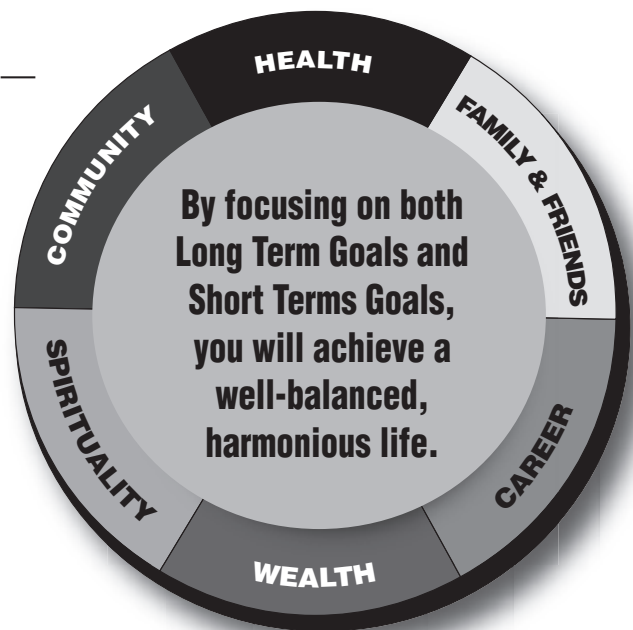 HEALTH
FAMILY & FRIENDS
CAREER
WEALTH
SPIRITUALITY
COMMUNITY
By focusing on both
Long Term Goals and
Short Terms Goals,
you will achieve a
well-balanced,
harmonious life.